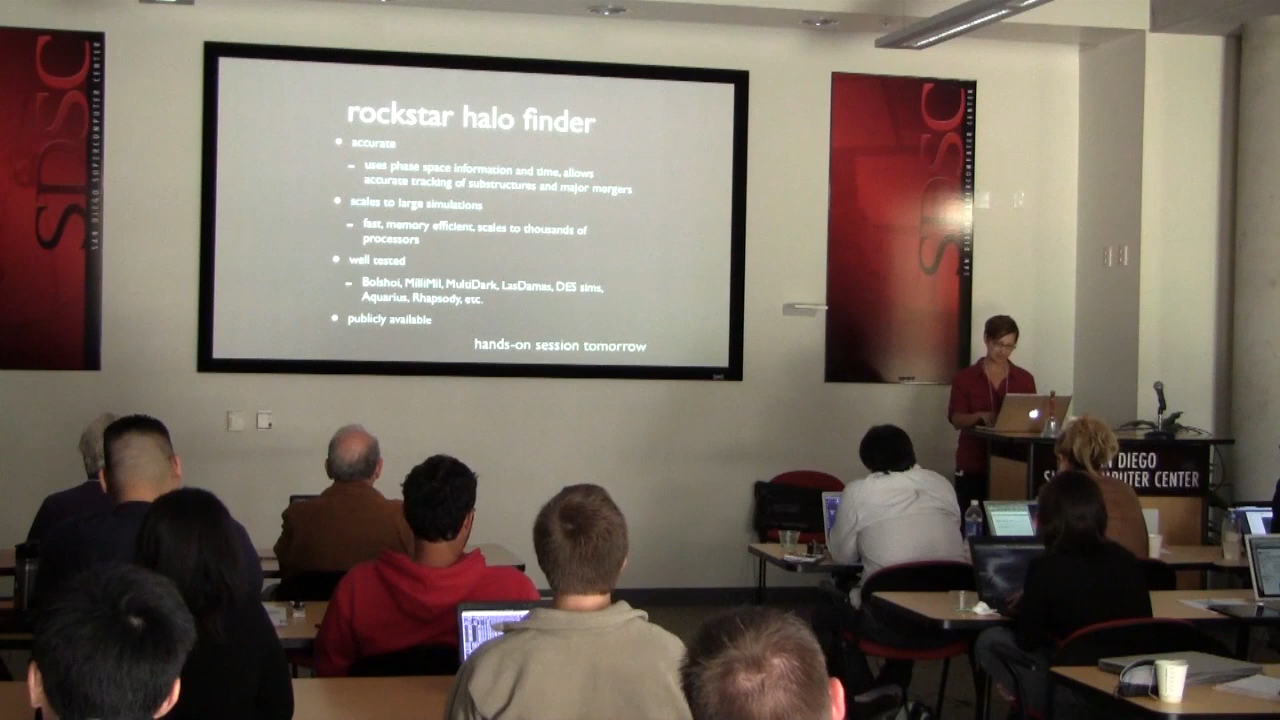 SDSC
SAN DIEGO SUPERCOMPUTER CENTER
rockstar halo finder
• accurate
– uses phase space information and time, allows
accurate tracking of substructures and major mergers
• scales to large simulations
– fast, memory efficient, scales to thousands of
processors
• well tested
– Bolshoi, MilliMil, MultiDark, LasDamas, DES sims,
Aquarius, Rhapsody, etc.
• publicly available
hands-on session tomorrow
SDSC
SAN DIEGO SUPERCOMPUTER CENTER
N DIEGO
S PUTER CENTER